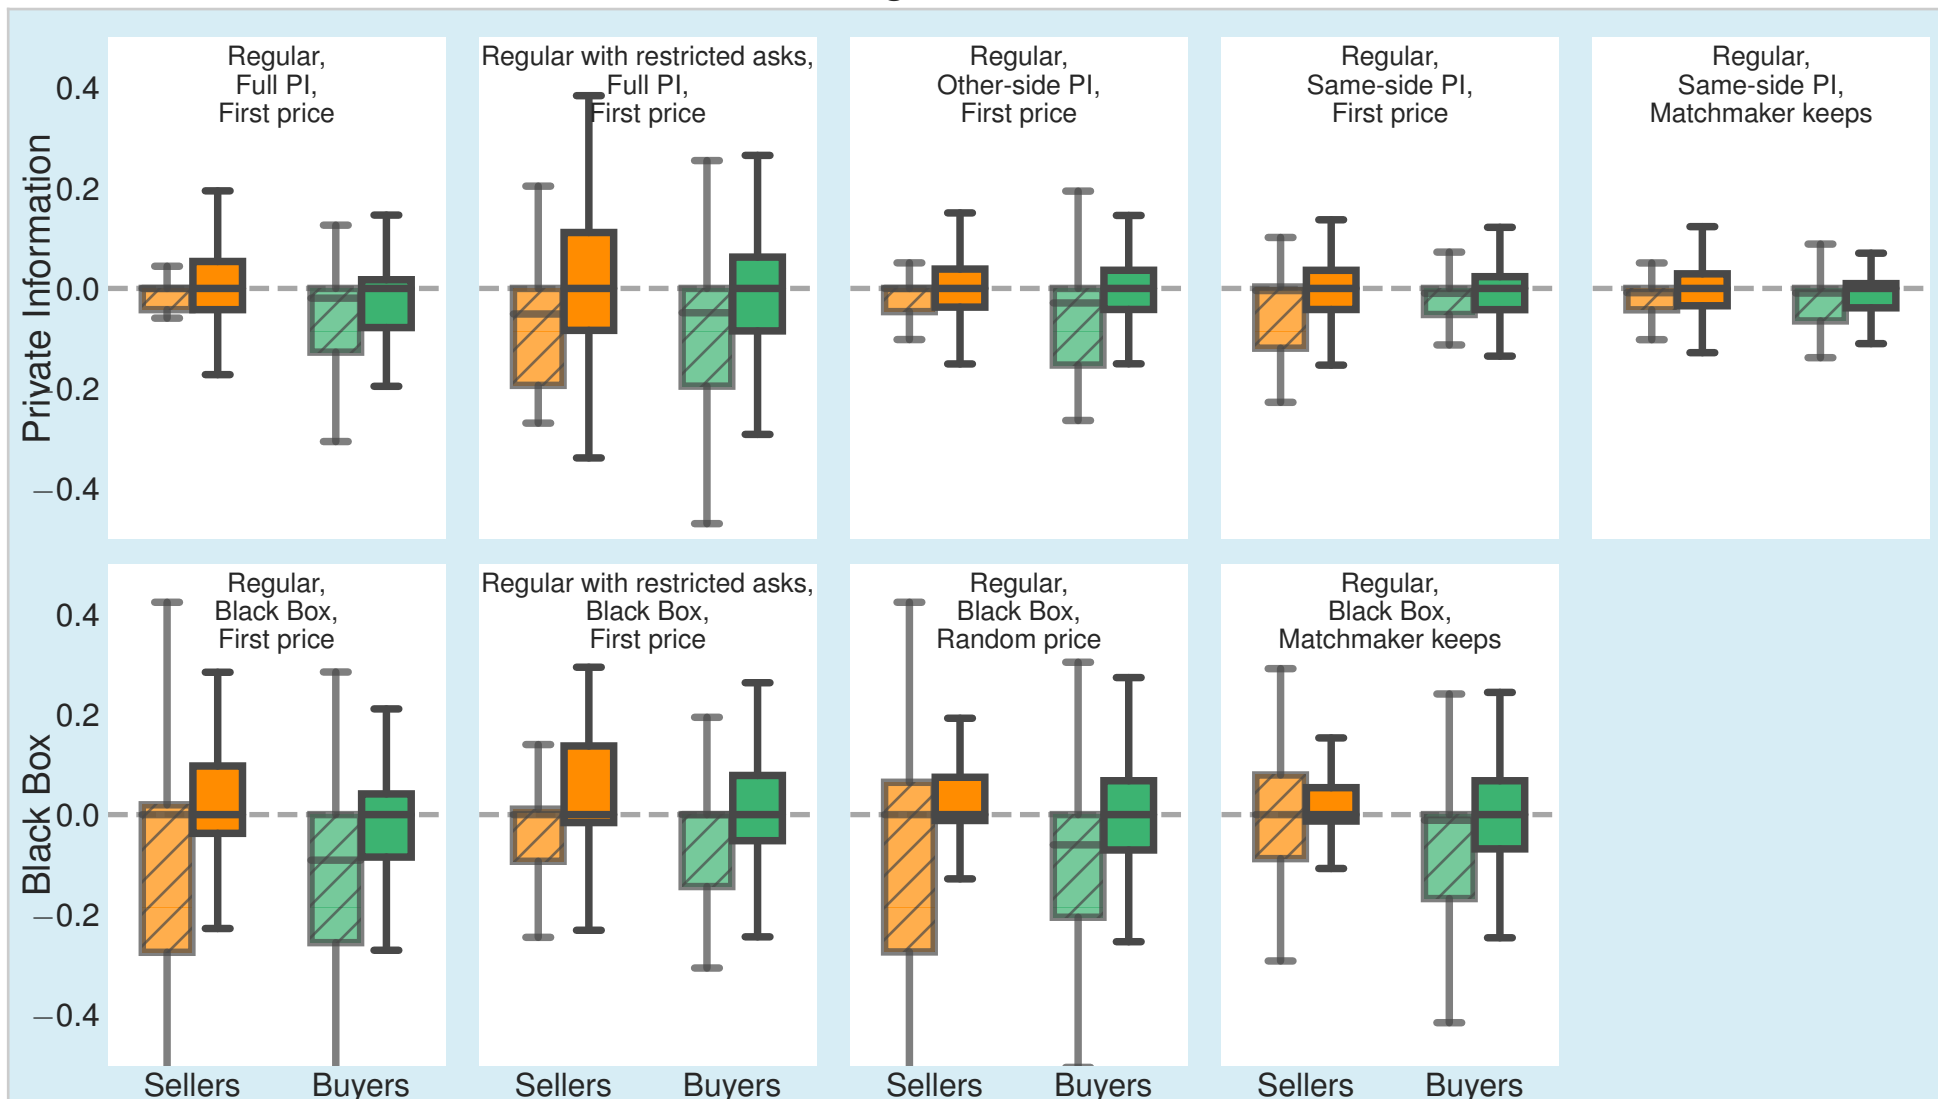 Regular,
Full PI,
First price
Regular with restricted asks,
Full PI,
First price
Regular,
Other-side PI,
First price
Regular,
Same-side PI,
First price
Regular,
Same-side PI,
Matchmaker keeps
Private Information
0.4
0.2
0.0
−0.2
−0.4
Regular,
Black Box,
First price
Regular with restricted asks,
Black Box,
First price
Regular,
Black Box,
Random price
Regular,
Black Box,
Matchmaker keeps
Black Box
0.4
0.2
0.0
−0.2
−0.4
Sellers Buyers Sellers Buyers Sellers Buyers Sellers Buyers